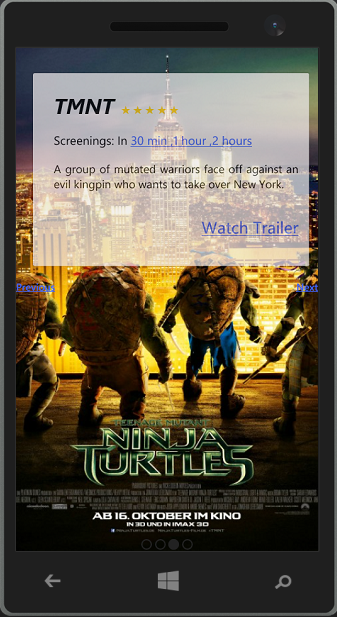 TMNT ★★★★★
Screenings: In 30 min ,1 hour ,2 hours
A group of mutated warriors face off against an
evil kingpin who wants to take over New York.
Watch Trailer
Previous Next
TEENAGE MUTANT
NINJA
TURTLES
AB 16. OKTOBER IM KINO
IN 3D UND IN IMAX 3D